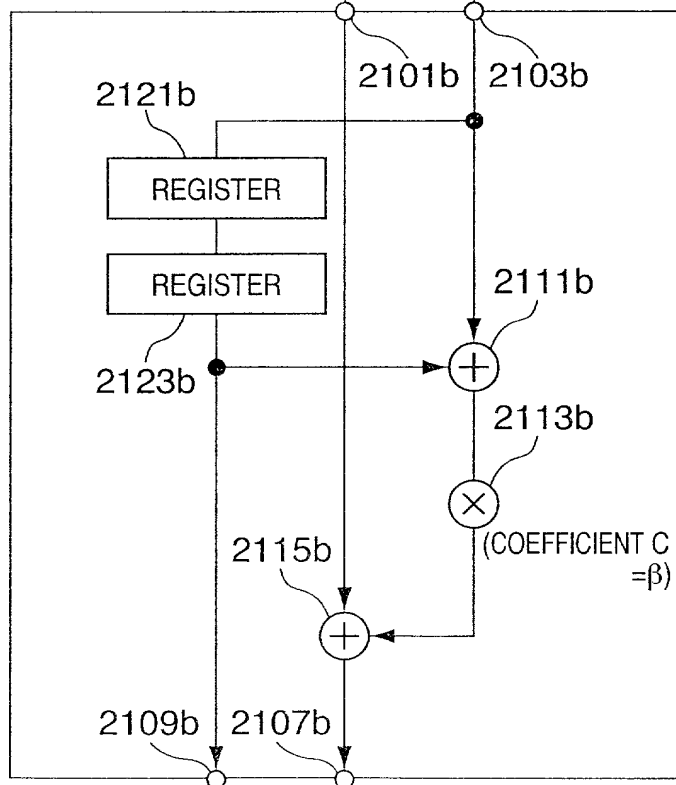 2101b
2103b
2121b
REGISTER
REGISTER
2123b
2111b
+
2113b
×
(COEFFICIENT C
=β)
2115b
+
2109b
2107b